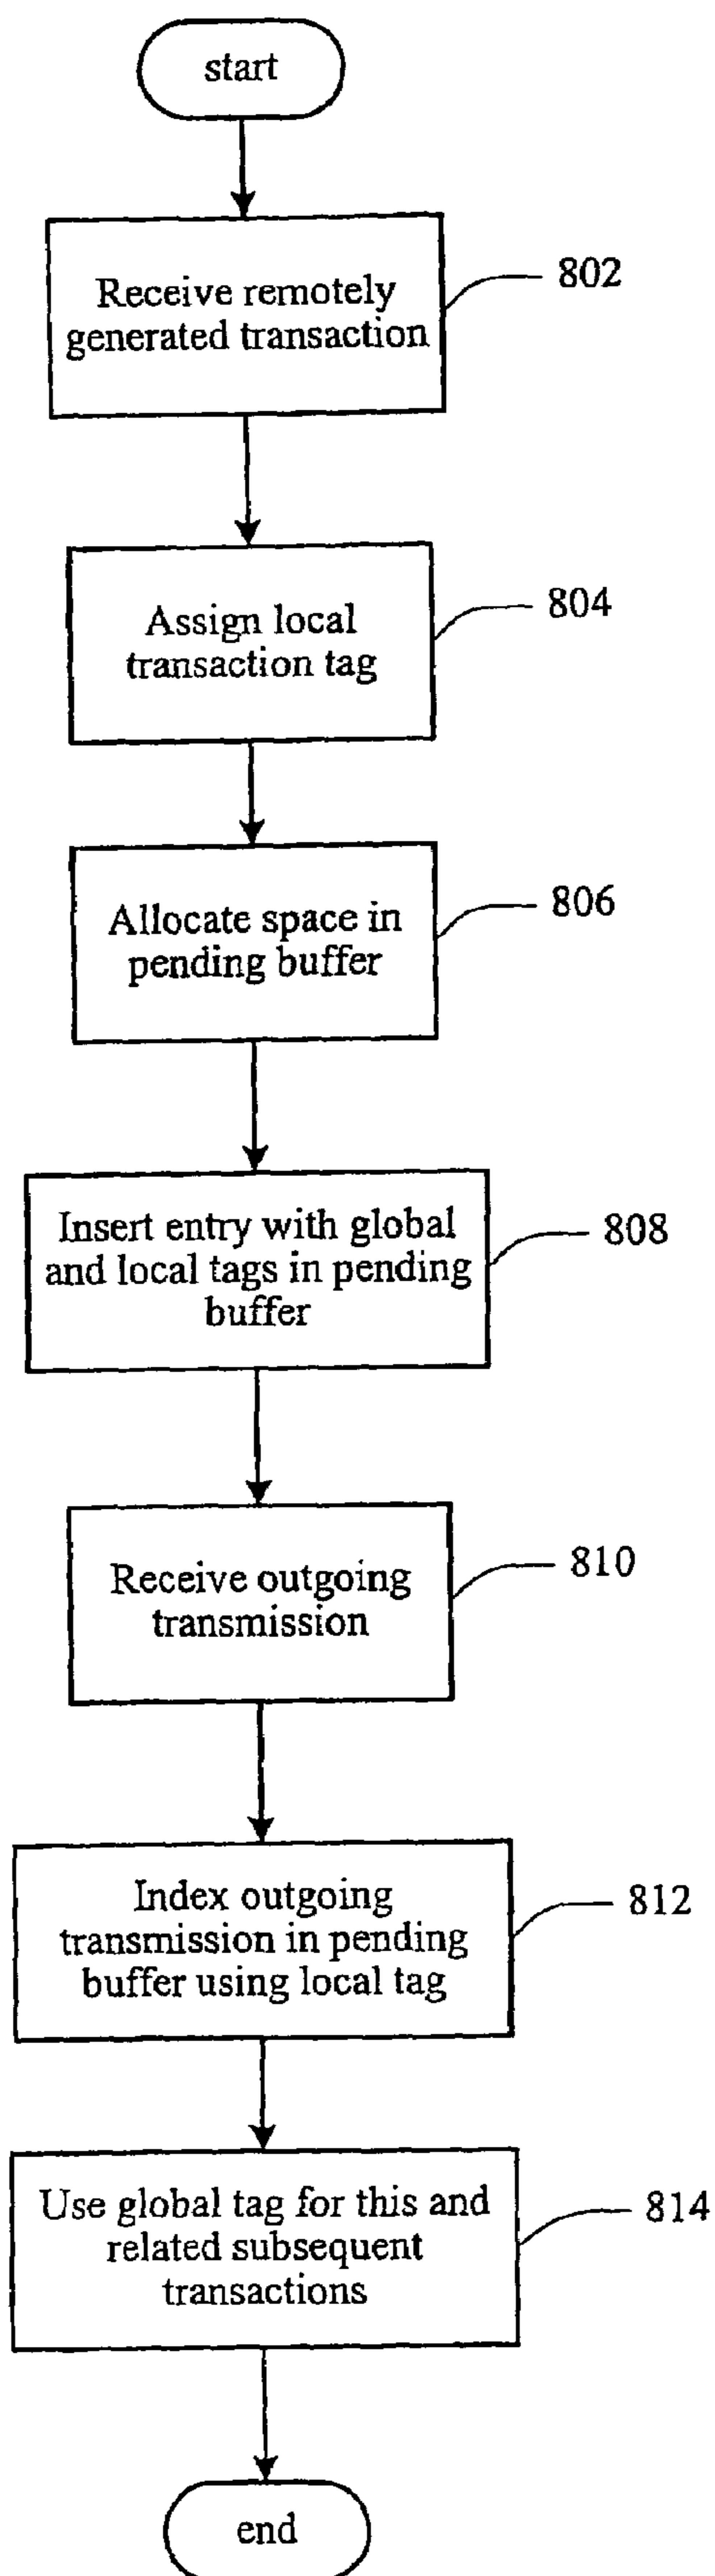 start
Receive remotely
generated transaction
802
Assign local
transaction tag
804
Allocate space in
pending buffer
806
Insert entry with global
and local tags in pending
buffer
808
Receive outgoing
transmission
810
Index outgoing
transmission in pending
buffer using local tag
812
Use global tag for this and
related subsequent
transactions
814
end